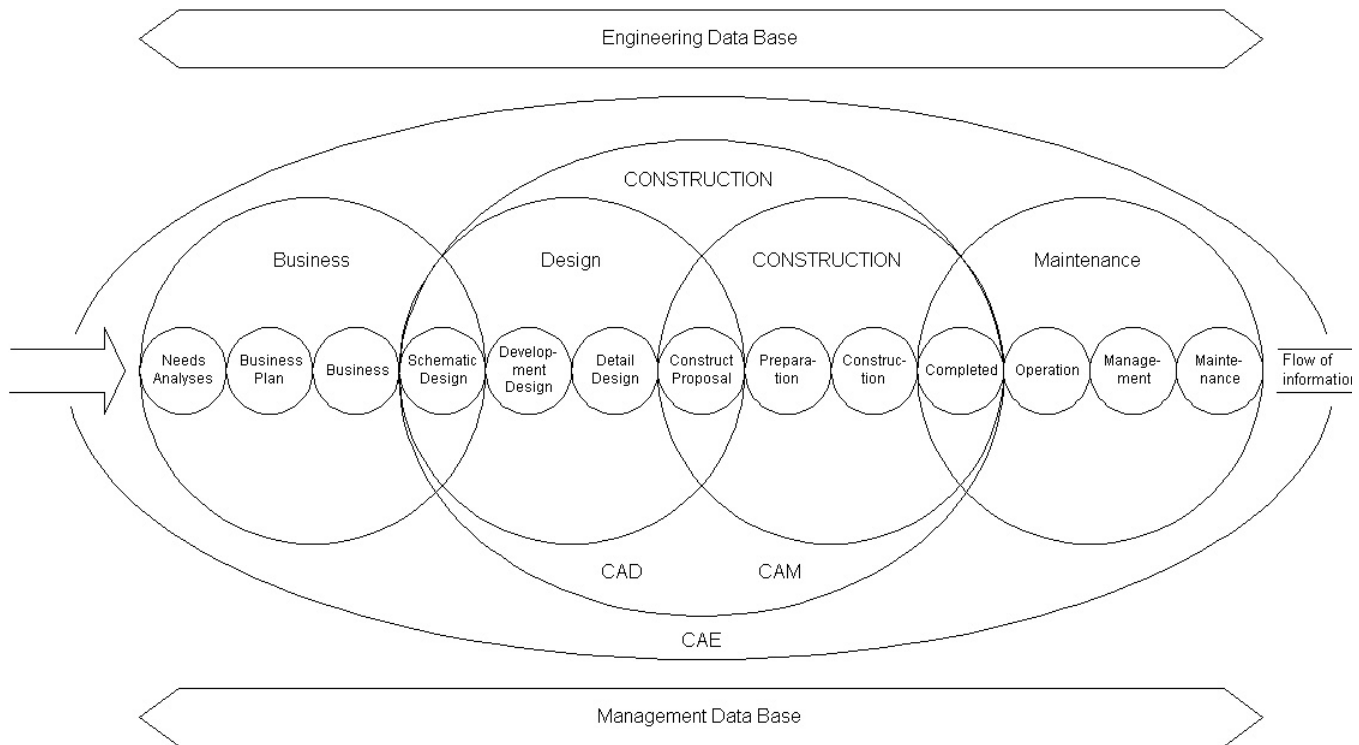 Engineering Data Base
CONSTRUCTION
Business
Design
CONSTRUCTION
Maintenance
Needs
Analyses
Business
Plan
Business
Schematic
Design
Develop-
pment
Design
Detail
Design
Construct
Proposal
Prepara-
tion
Construc-
tion
Completed
Operation
Manage-
ment
Mainte-
nance
Flow of
information
CAD
CAM
CAE
Management Data Base